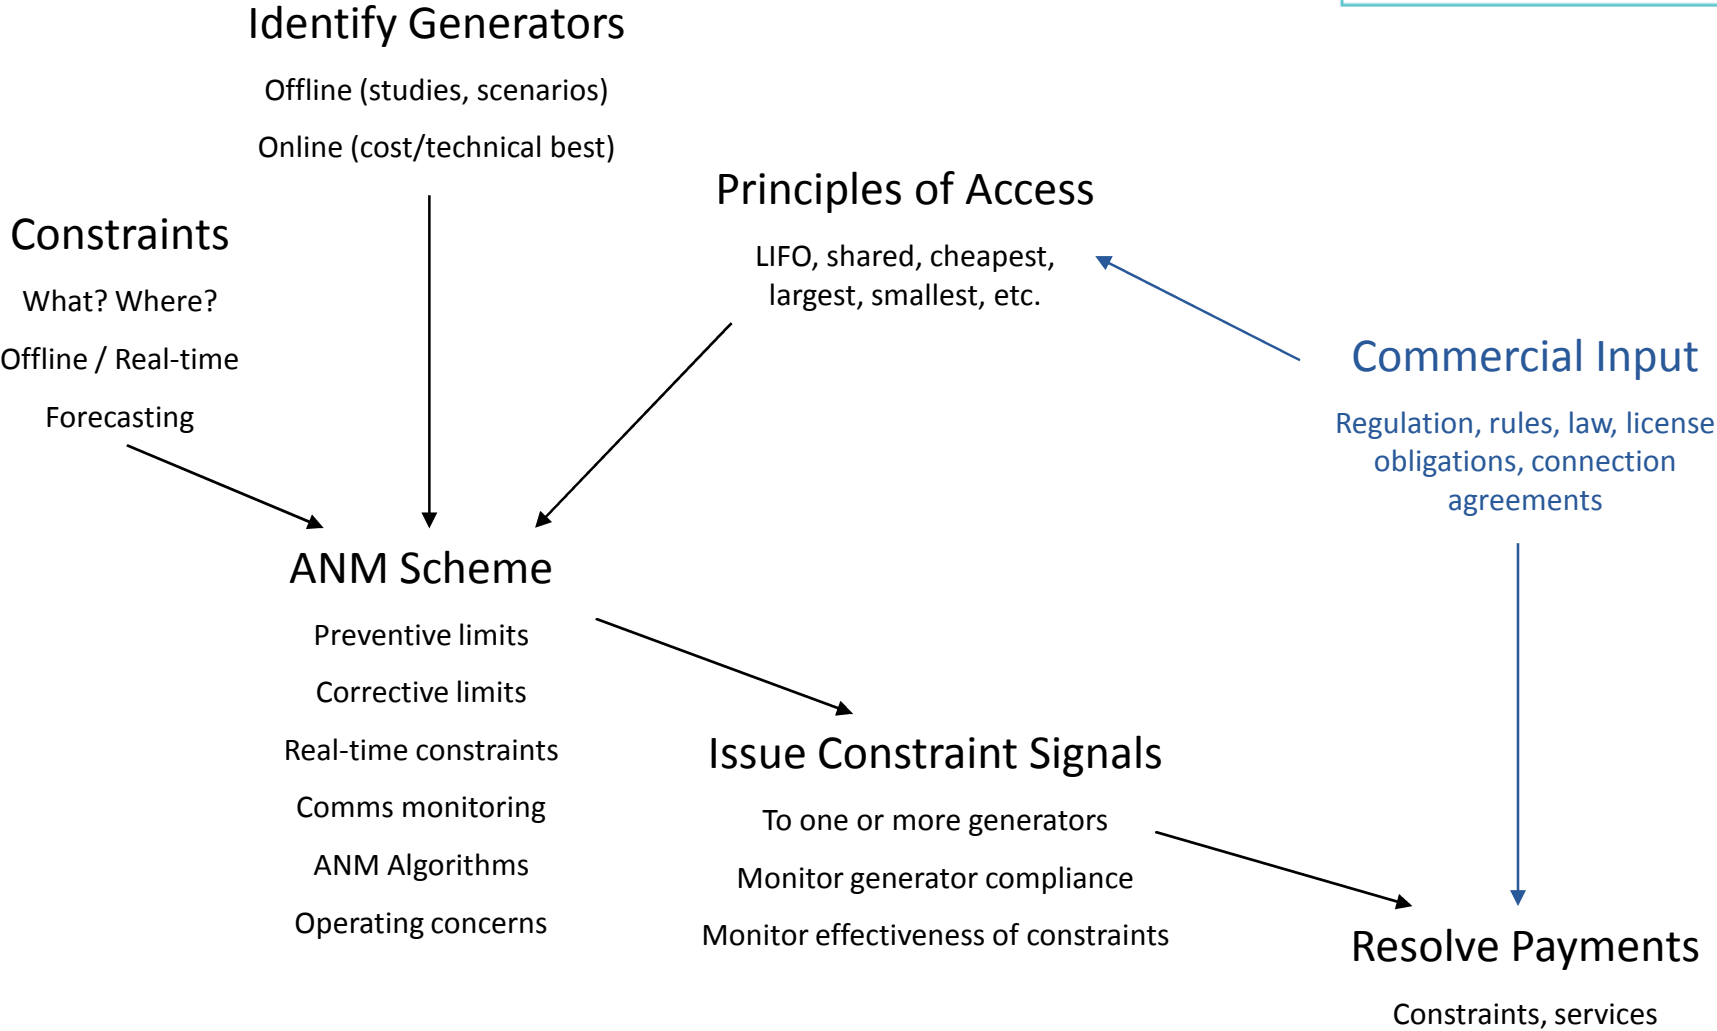 Identify Generators
Offline (studies, scenarios)
Online (cost/technical best)
Constraints
What? Where?
Offline / Real-time
Forecasting
Principles of Access
LIFO, shared, cheapest,
largest, smallest, etc.
Commercial Input
Regulation, rules, law, license
obligations, connection
agreements
ANM Scheme
Preventive limits
Corrective limits
Real-time constraints
Comms monitoring
ANM Algorithms
Operating concerns
Issue Constraint Signals
To one or more generators
Monitor generator compliance
Monitor effectiveness of constraints
Resolve Payments
Constraints, services